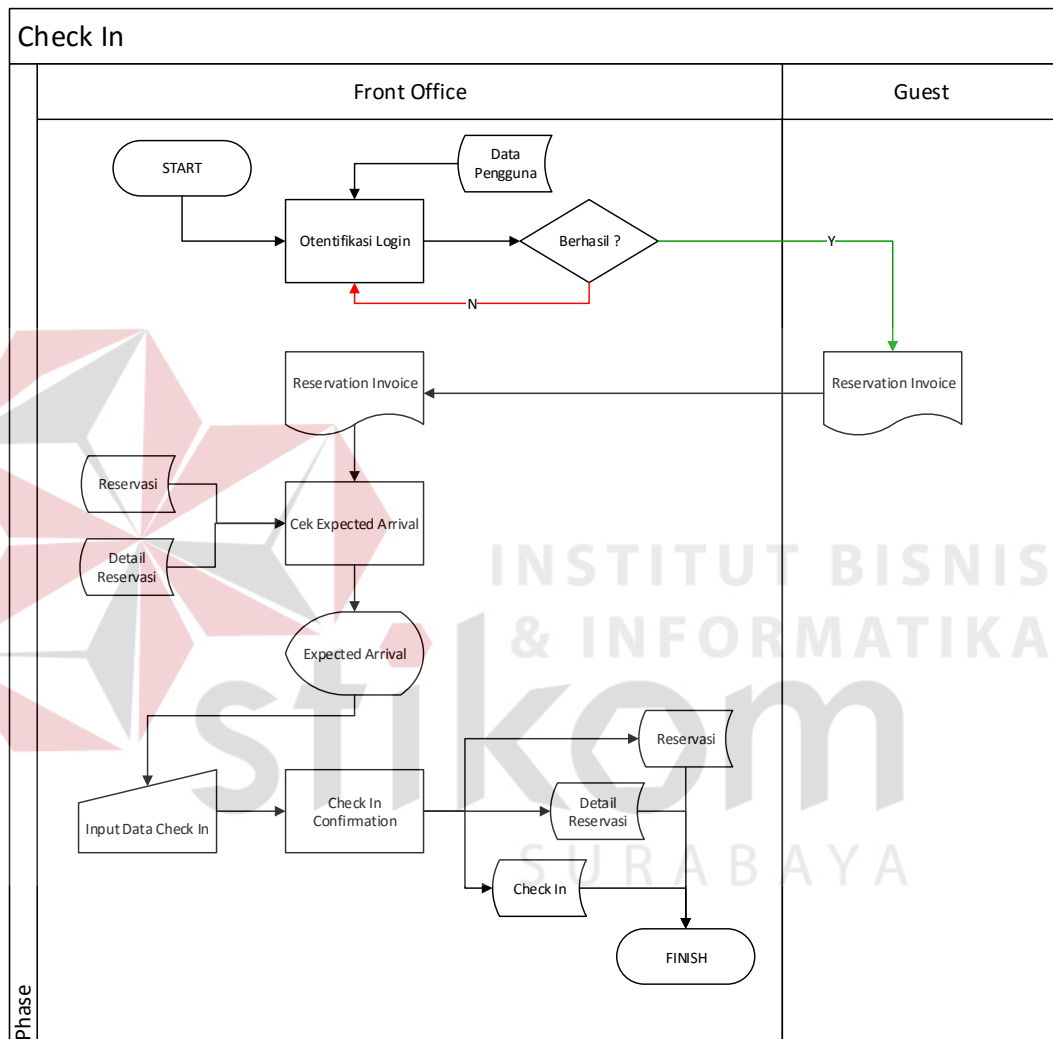 Check In
Front Office
Guest
START
Data
Pengguna
Otentifikasi Login
Berhasil ?
Y
N
Reservation Invoice
Reservation Invoice
Reservasi
Cek Expected Arrival
Detail
Reservasi
INSTITUT BISNIS
& INFORMATIKA
Expected Arrival
stikom
Reservasi
Input Data Check In
Check In
Confirmation
Detail
Reservasi
SURABAYA
Check In
FINISH
Phase